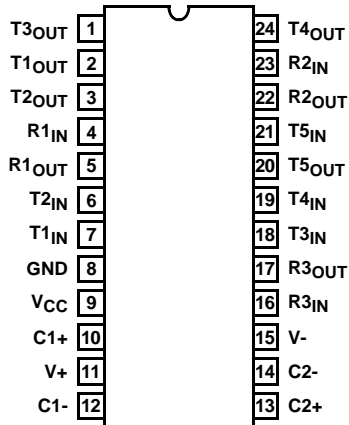 T3OUT 1 24 T4OUT
T1OUT 2 23 R2IN
T2OUT 3 22 R2OUT
R1IN 4 21 T5IN
R1OUT 5 20 T5OUT
T2IN 6 19 T4IN
T1IN 7 18 T3IN
GND 8 17 R3OUT
VCC 9 16 R3IN
C1+ 10 15 V-
V+ 11 14 C2-
C1- 12 13 C2+